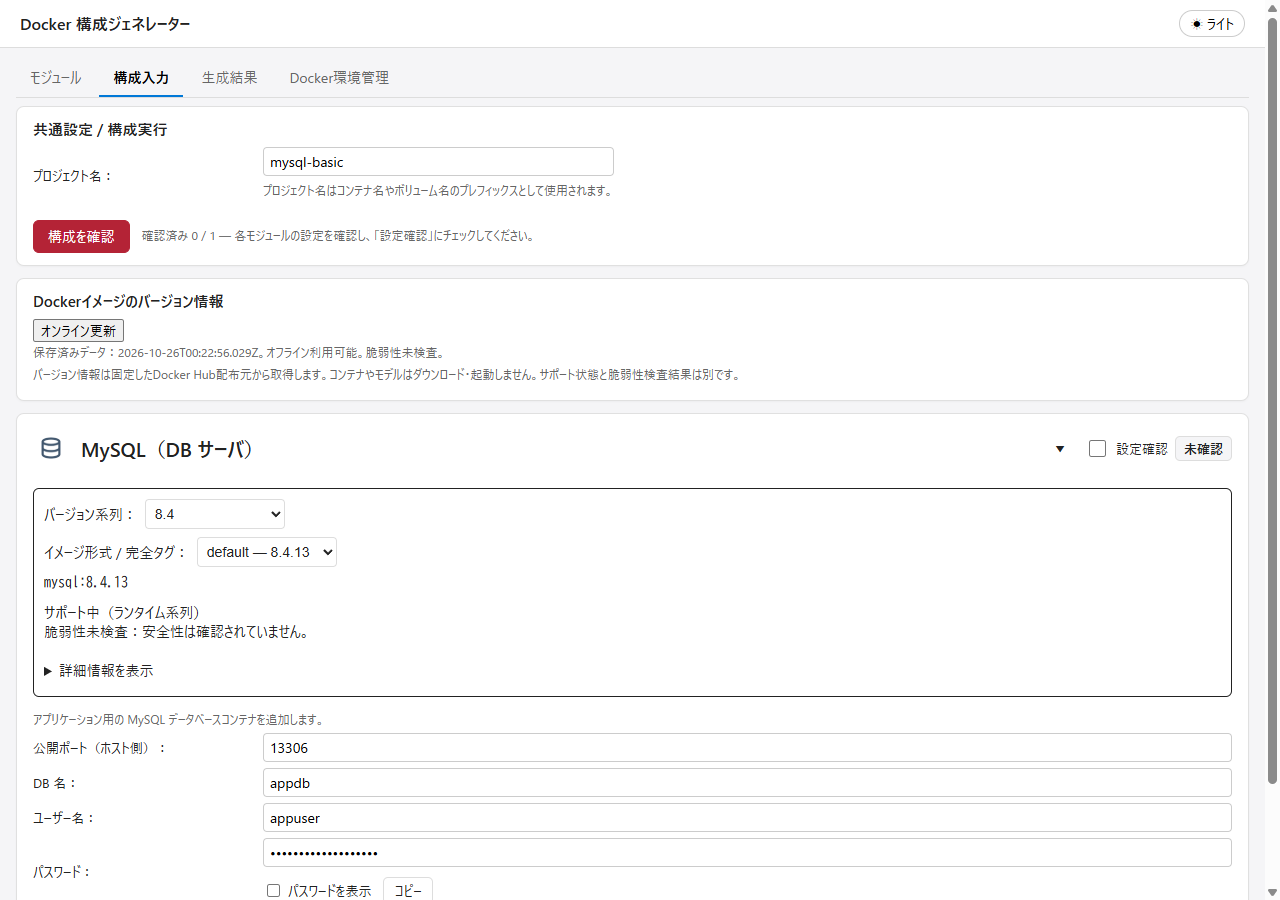 Docker 構成ジェネレーター
ライト
モジュール 構成入力 生成結果 Docker環境管理
共通設定 / 構成実行
プロジェクト名： mysql-basic
プロジェクト名はコンテナ名やボリューム名のプレフィックスとして使用されます。
構成を確認 確認済み 0 / 1 — 各モジュールの設定を確認し、「設定確認」にチェックしてください。
Dockerイメージのバージョン情報
オンライン更新
保存済みデータ：2026-10-26T00:22:56.029Z。オフライン利用可能。脆弱性未検査。
バージョン情報は固定したDocker Hub配布元から取得します。コンテナやモデルはダウンロード・起動しません。サポート状態と脆弱性検査結果は別です。
MySQL（DB サーバ） ▼ 設定確認 未確認
バージョン系列： 8.4
イメージ形式 / 完全タグ： default — 8.4.13
mysql:8.4.13
サポート中（ランタイム系列）
脆弱性未検査：安全性は確認されていません。
▶ 詳細情報を表示
アプリケーション用の MySQL データベースコンテナを追加します。
公開ポート（ホスト側）： 13306
DB 名： appdb
ユーザー名： appuser
パスワード： •••••••••••••••••••
パスワードを表示 コピー